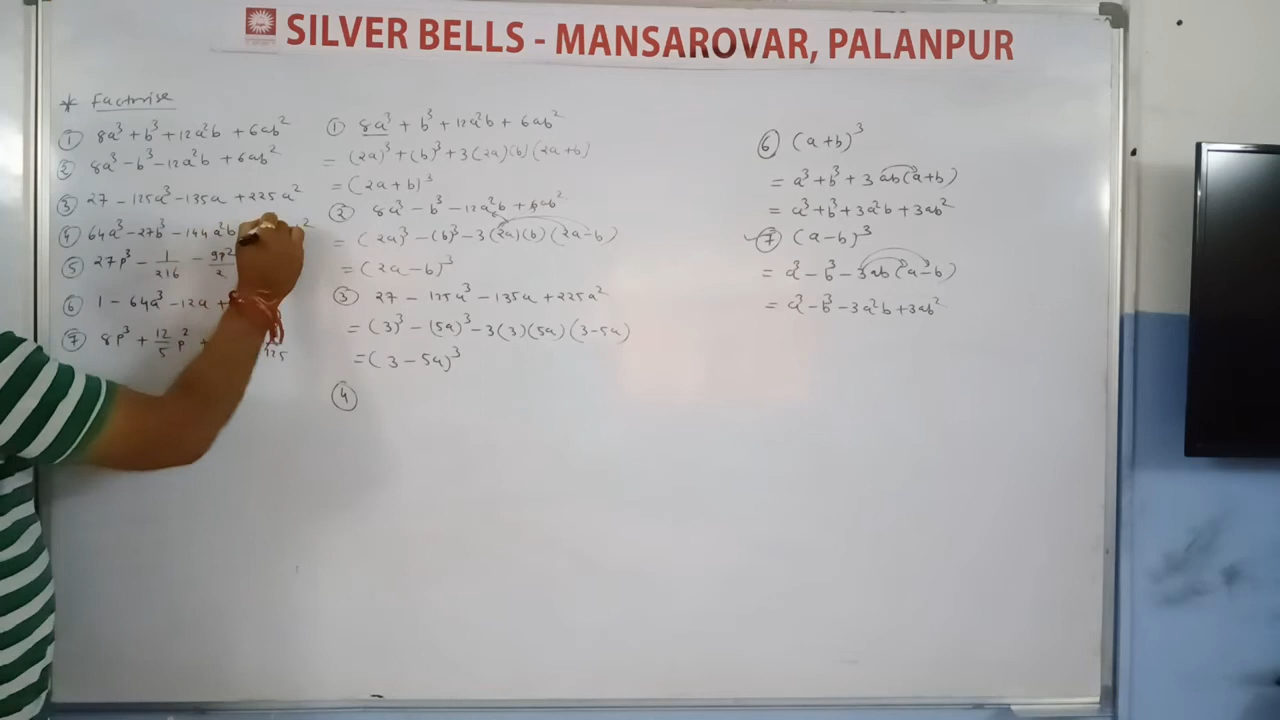 SILVER BELLS - MANSAROVAR, PALANPUR
* Factorise
① 8a³ + b³ + 12a²b + 6ab²
② 8a³ - b³ - 12a²b + 6ab²
③ 27 - 125a³ - 135a + 225a²
④ 64a³ - 27b³ - 144a²b
⑤ 27p³ - 1/216 - 9p²/2
⑥ 1 - 64a³ - 12a +
⑦ 8p³ + 12/5 p² + 125
① 8a³ + b³ + 12a²b + 6ab²
= (2a)³ + (b)³ + 3(2a)(b)(2a+b)
= (2a+b)³
② 8a³ - b³ - 12a²b + 6ab²
= (2a)³ - (b)³ - 3(2a)(b)(2a-b)
= (2a-b)³
③ 27 - 125a³ - 135a + 225a²
= (3)³ - (5a)³ - 3(3)(5a)(3-5a)
= (3-5a)³
④
⑥ (a+b)³
= a³ + b³ + 3ab(a+b)
= a³ + b³ + 3a²b + 3ab²
✓⑦ (a-b)³
= a³ - b³ - 3ab(a-b)
= a³ - b³ - 3a²b + 3ab²